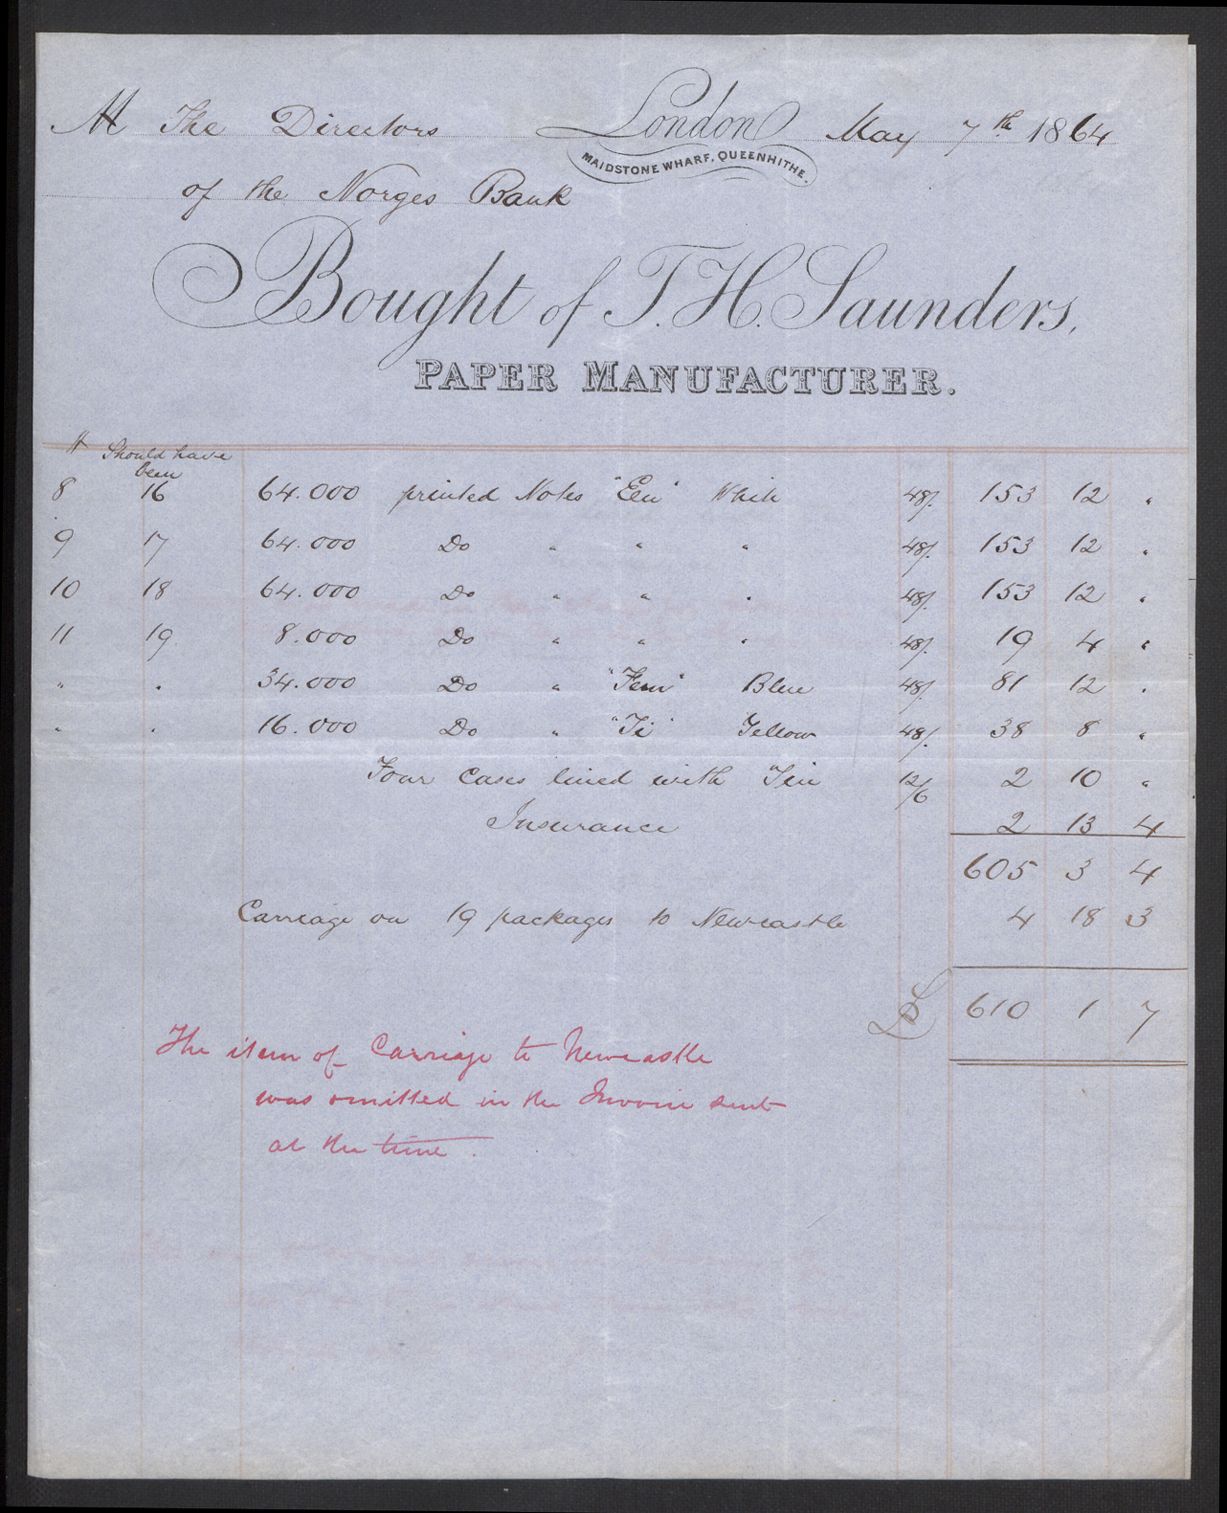 M The Directors London May 7th 1864
MAIDSTONE WHARF, QUEENHITHE.
of the Norges Bank
Bought of T. H. Saunders,
PAPER MANUFACTURER.
Should have
been
8 16 64.000 printed Notes "Een" White 48/. 153 12 "
9 17 64.000 Do " " " 48/. 153 12 "
10 18 64.000 Do " " " 48/. 153 12 "
11 19 8.000 Do " " " 48/. 19 4 "
" " 34.000 Do " "Fem" Blue 48/. 81 12 "
" " 16.000 Do " "Ti" Yellow 48/. 38 8 "
Four Cases lined with Tin 12/6 2 10 "
Insurance 2 13 4
605 3 4
Carriage on 19 packages to Newcastle 4 18 3
£ 610 1 7
The item of Carriage to Newcastle
was omitted in the Invoice sent
at the time.